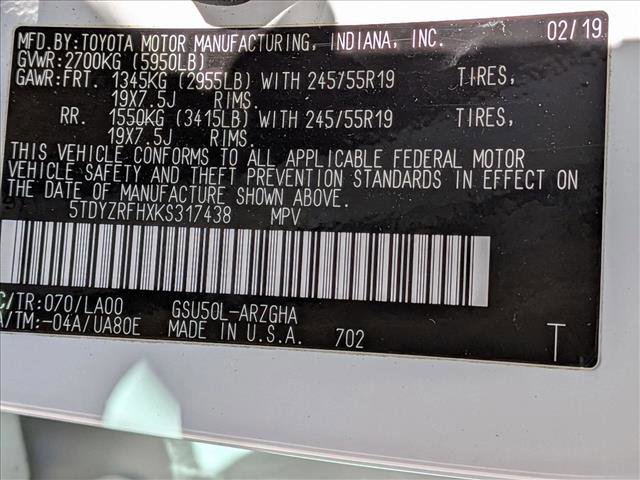 MFD.BY:TOYOTA MOTOR MANUFACTURING, INDIANA, INC. 02/19
GVWR:2700KG (5950LB)
GAWR:FRT. 1345KG (2955LB) WITH 245/55R19 TIRES,
19X7.5J RIMS.
RR. 1550KG (3415LB) WITH 245/55R19 TIRES,
19X7.5J RIMS.
THIS VEHICLE CONFORMS TO ALL APPLICABLE FEDERAL MOTOR
VEHICLE SAFETY AND THEFT PREVENTION STANDARDS IN EFFECT ON
THE DATE OF MANUFACTURE SHOWN ABOVE.
5TDYZRFHXKS317438 MPV
C/TR:070/LA00 GSU50L-ARZGHA
A/TM:-04A/UA80E MADE IN U.S.A. 702 T